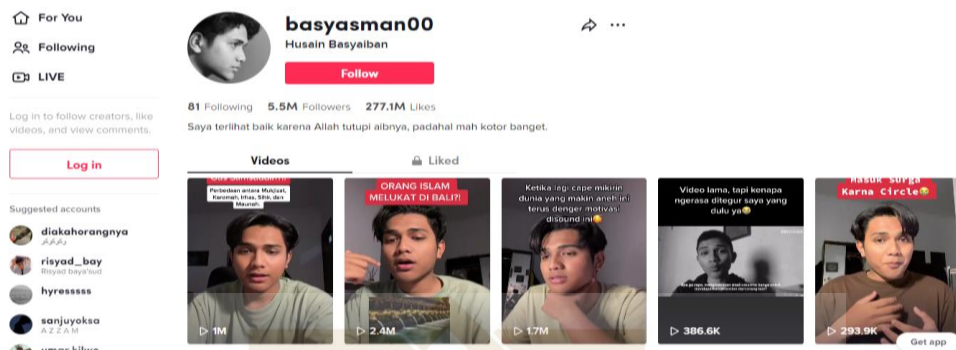 For You
Following
LIVE
Log in to follow creators, like
videos, and view comments.
Log in
Suggested accounts
diakahorangnya
risyad_bay
Risyad baya'sud
hyresssss
sanjuyoksa
A Z Z A M
basyasman00
Husain Basyaiban
Follow
81 Following 5.5M Followers 277.1M Likes
Saya terlihat baik karena Allah tutupi aibnya, padahal mah kotor banget.
Videos
Liked
Perbedaan antara Mukjizat,
Karomah, Irhas, Sihir, dan
Maunah.
1M
ORANG ISLAM
MELUKAT DI BALI?!
2.4M
Ketika lagi cape mikirin
dunia yang makin aneh ini
terus denger motivasi
disound ini😋
1.7M
Video lama, tapi kenapa
ngerasa ditegur saya yang
dulu ya😂
386.6K
Masuk Surga
Karna Circle😂
293.9K
Get app